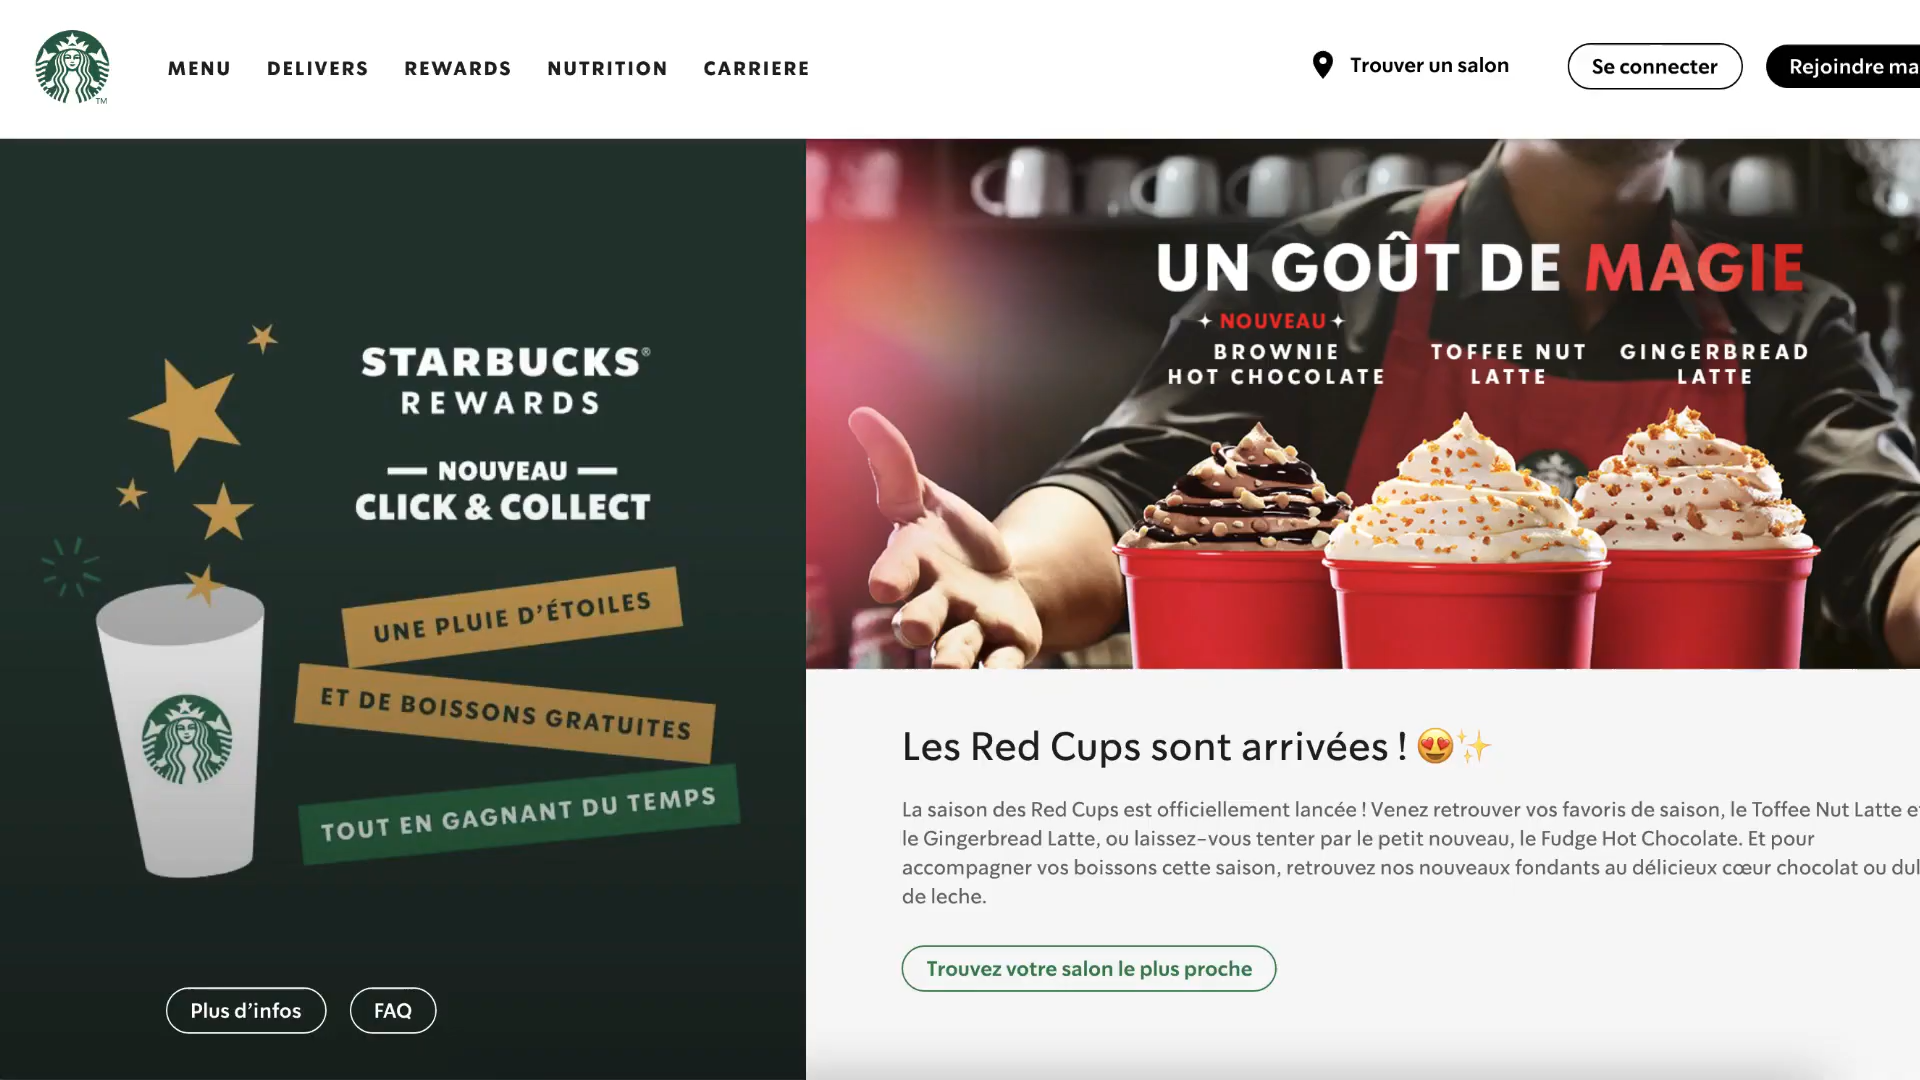 MENU DELIVERS REWARDS NUTRITION CARRIERE
Trouver un salon
Se connecter
Rejoindre ma
TM
STARBUCKS®
REWARDS
NOUVEAU
CLICK & COLLECT
UNE PLUIE D'ÉTOILES
ET DE BOISSONS GRATUITES
TOUT EN GAGNANT DU TEMPS
Plus d'infos
FAQ
UN GOÛT DE MAGIE
NOUVEAU
BROWNIE
HOT CHOCOLATE
TOFFEE NUT
LATTE
GINGERBREAD
LATTE
Les Red Cups sont arrivées ! 😍✨
La saison des Red Cups est officiellement lancée ! Venez retrouver vos favoris de saison, le Toffee Nut Latte et
le Gingerbread Latte, ou laissez-vous tenter par le petit nouveau, le Fudge Hot Chocolate. Et pour
accompagner vos boissons cette saison, retrouvez nos nouveaux fondants au délicieux cœur chocolat ou dul
de leche.
Trouvez votre salon le plus proche